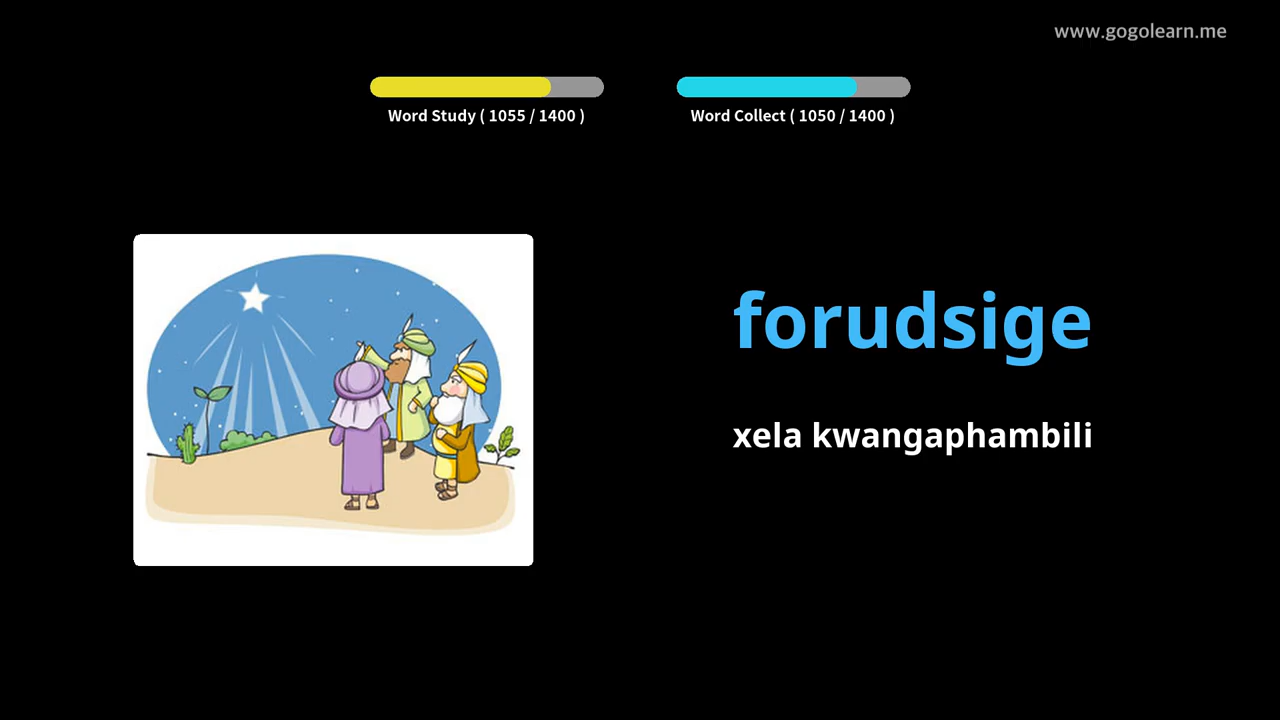 www.gogolearn.me
Word Study ( 1055 / 1400 )
Word Collect ( 1050 / 1400 )
forudsige
xela kwangaphambili